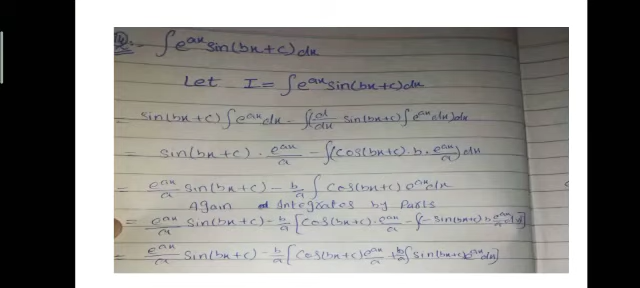 (14) - ∫e^{ax} sin(bx+c) dx
Let I = ∫e^{ax} sin(bx+c) dx
= sin(bx+c) ∫e^{ax} dx - ∫(d/dx sin(bx+c) ∫e^{ax} dx) dx
= sin(bx+c) · e^{ax}/a - ∫(cos(bx+c) · b · e^{ax}/a) dx
= e^{ax}/a sin(bx+c) - b/a ∫ cos(bx+c) e^{ax} dx
Again Integrates by Parts
= e^{ax}/a sin(bx+c) - b/a [cos(bx+c) · e^{ax}/a - ∫- sin(bx+c) b e^{ax}/a dx]
= e^{ax}/a sin(bx+c) - b/a [cos(bx+c) e^{ax}/a + b/a ∫ sin(bx+c) e^{ax} dx]